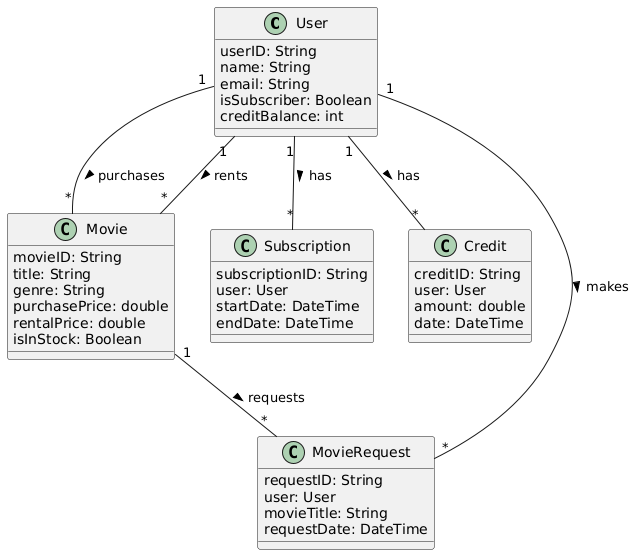 C User
userID: String
name: String
email: String
isSubscriber: Boolean
creditBalance: int
1
1
1
1
1
purchases
rents
has
has
makes
*
*
*
*
C Movie
movieID: String
title: String
genre: String
purchasePrice: double
rentalPrice: double
isInStock: Boolean
C Subscription
subscriptionID: String
user: User
startDate: DateTime
endDate: DateTime
C Credit
creditID: String
user: User
amount: double
date: DateTime
1
requests
*
*
C MovieRequest
requestID: String
user: User
movieTitle: String
requestDate: DateTime